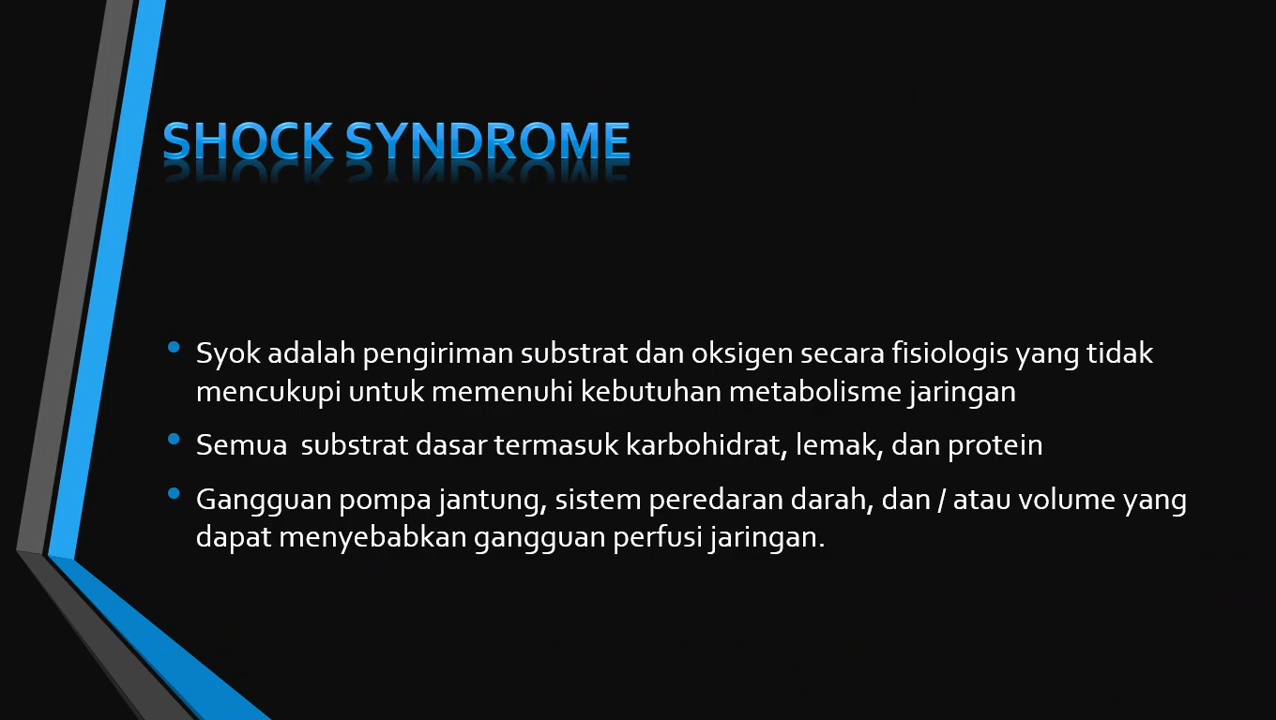 SHOCK SYNDROME
• Syok adalah pengiriman substrat dan oksigen secara fisiologis yang tidak
mencukupi untuk memenuhi kebutuhan metabolisme jaringan
• Semua  substrat dasar termasuk karbohidrat, lemak, dan protein
• Gangguan pompa jantung, sistem peredaran darah, dan / atau volume yang
dapat menyebabkan gangguan perfusi jaringan.